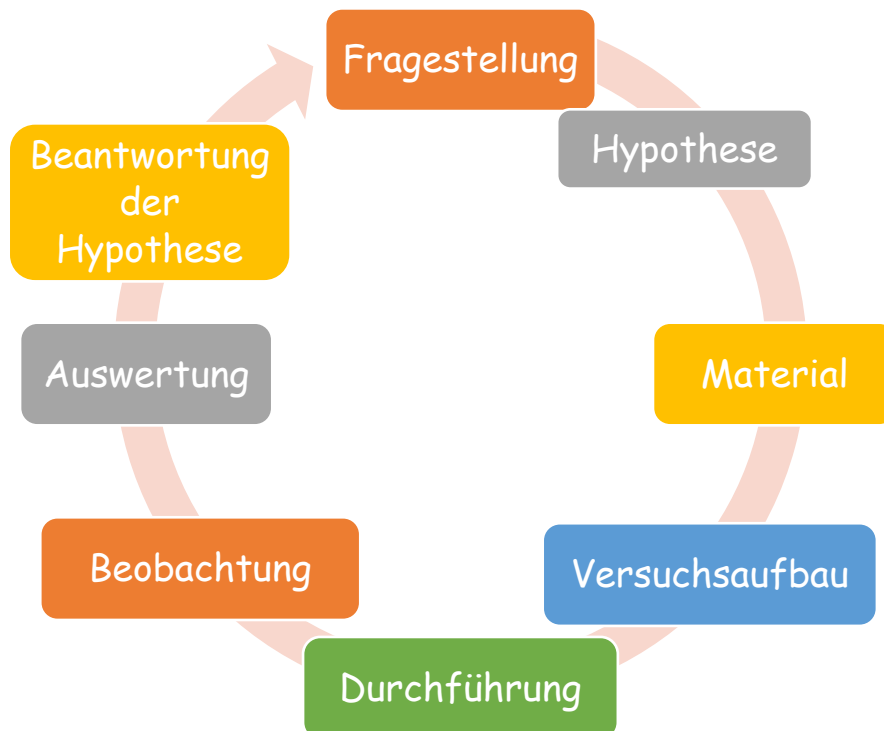 Fragestellung
Hypothese
Material
Versuchsaufbau
Durchführung
Beobachtung
Auswertung
Beantwortung
der
Hypothese